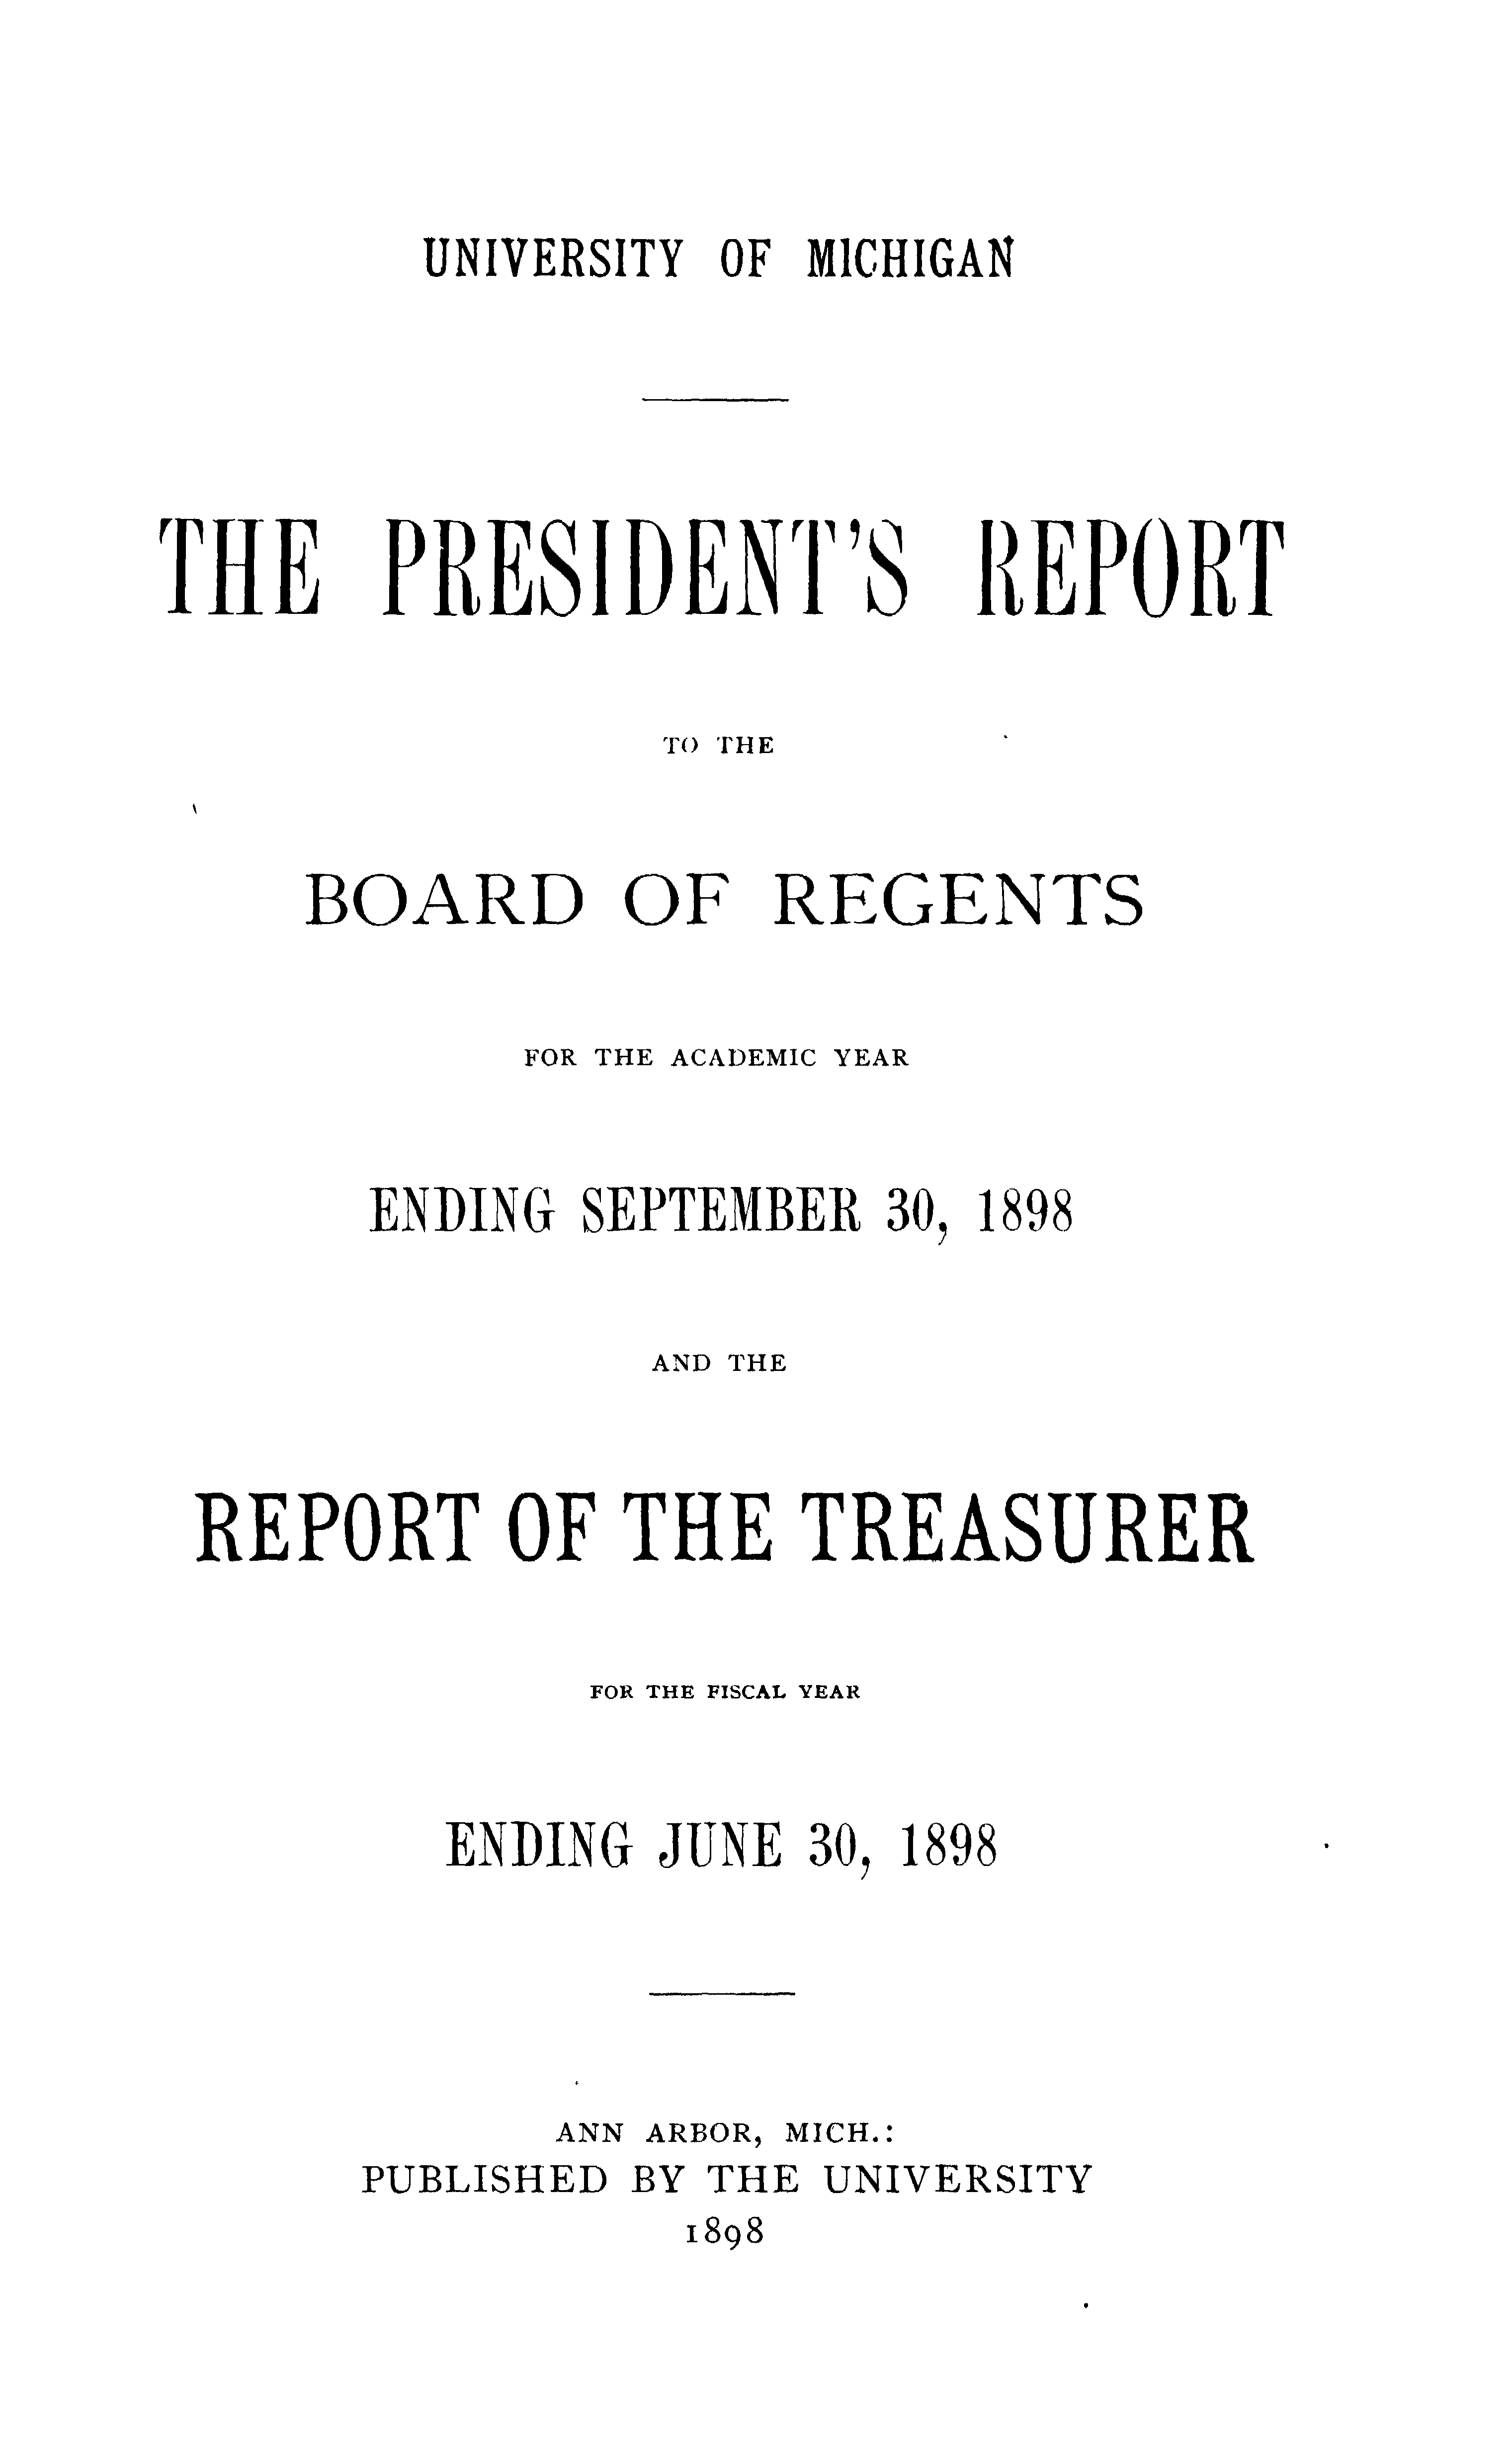 UNIVERSITY OF MICHIGAN
THE PRESIDENT'S REPORT
TO THE
BOARD OF REGENTS
FOR THE ACADEMIC YEAR
ENDING SEPTEMBER 30, 1898
AND THE
REPORT OF THE TREASURER
FOR THE FISCAL YEAR
ENDING JUNE 30, 1898
ANN ARBOR, MICH.:
PUBLISHED BY THE UNIVERSITY
1898